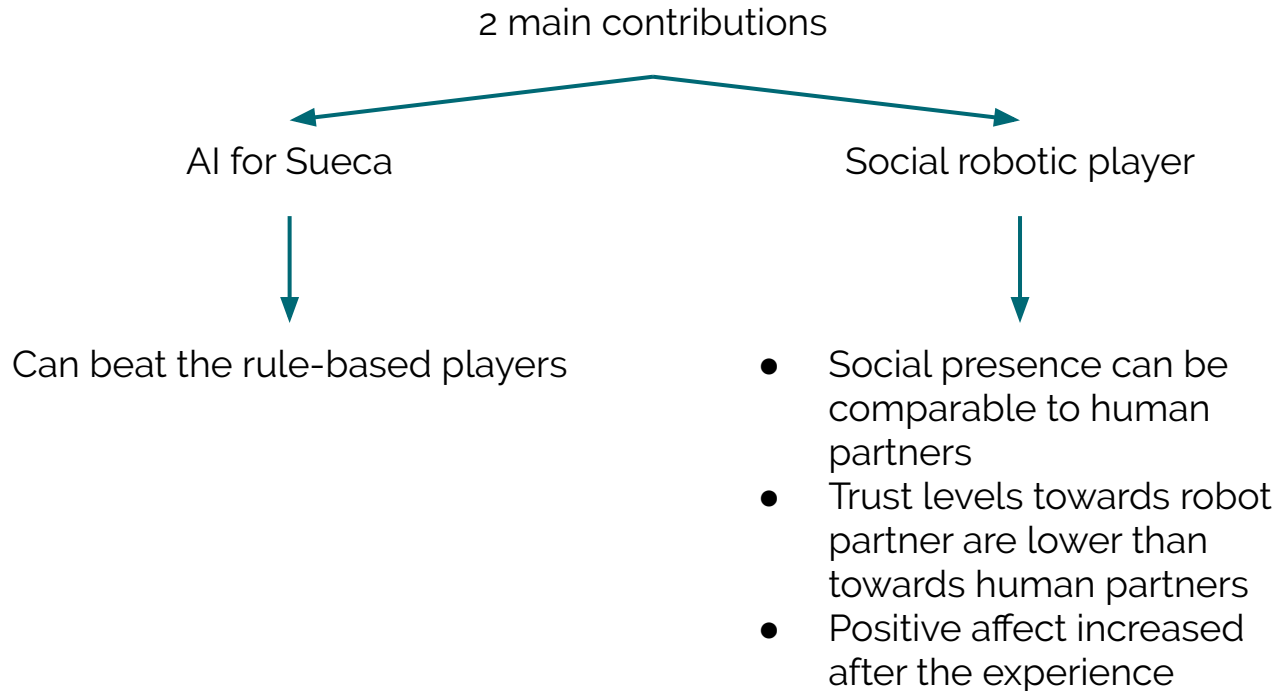 2 main contributions
AI for Sueca
Social robotic player
Can beat the rule-based players
● Social presence can be
comparable to human
partners
● Trust levels towards robot
partner are lower than
towards human partners
● Positive affect increased
after the experience